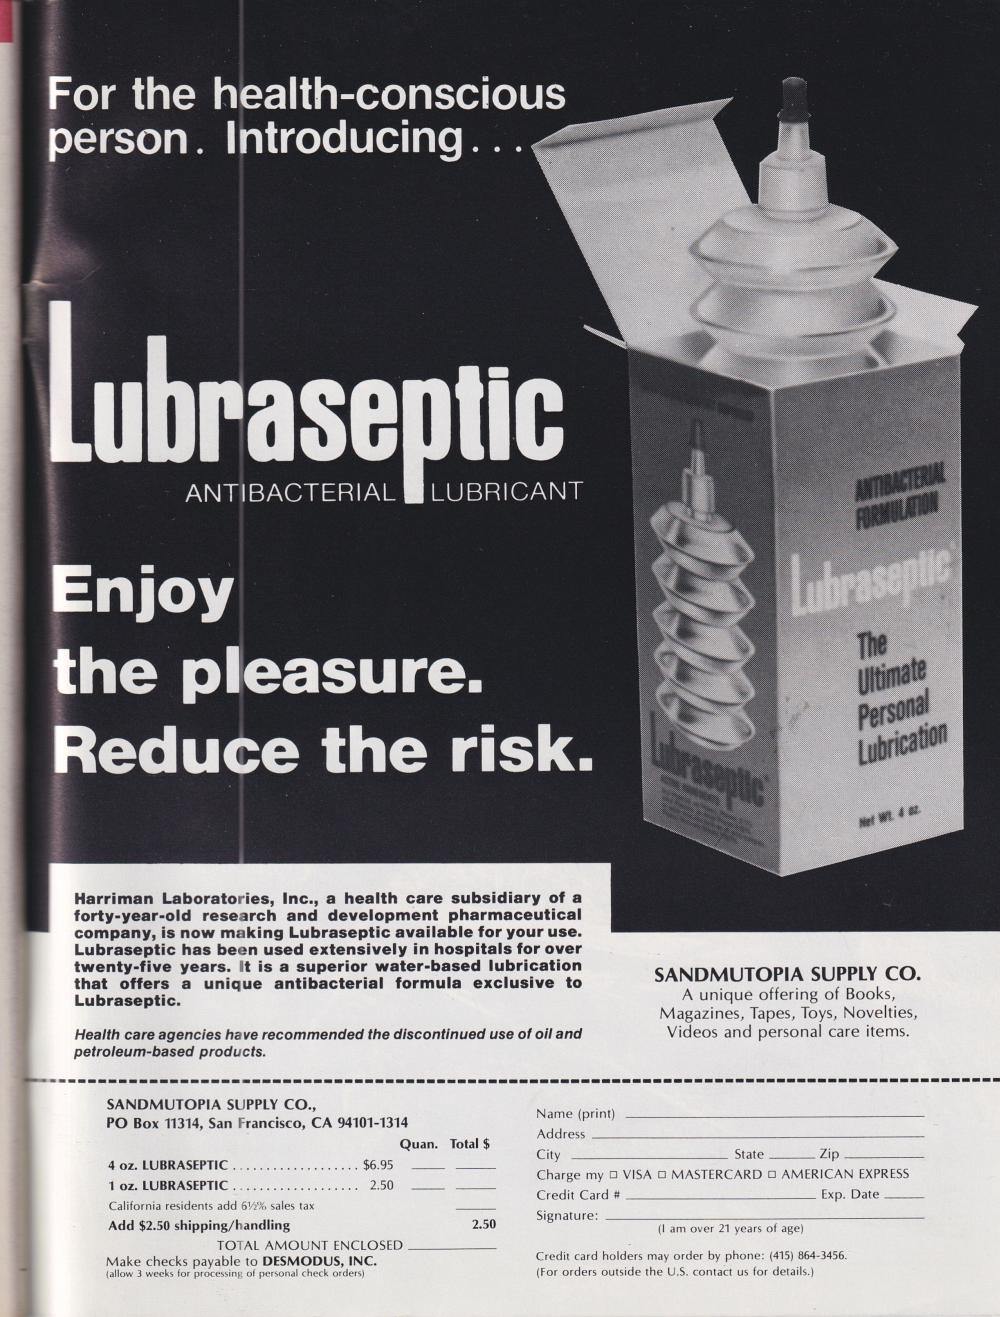 For the health-conscious
person. Introducing...
Lubraseptic
ANTIBACTERIAL LUBRICANT
Enjoy
the pleasure.
Reduce the risk.
ANTIBACTERIAL
FORMULATION
Lubraseptic®
The
Ultimate
Personal
Lubrication
Net Wt. 4 oz.
Lubraseptic®
Harriman Laboratories, Inc., a health care subsidiary of a
forty-year-old research and development pharmaceutical
company, is now making Lubraseptic available for your use.
Lubraseptic has been used extensively in hospitals for over
twenty-five years. It is a superior water-based lubrication
that offers a unique antibacterial formula exclusive to
Lubraseptic.
Health care agencies have recommended the discontinued use of oil and
petroleum-based products.
SANDMUTOPIA SUPPLY CO.
A unique offering of Books,
Magazines, Tapes, Toys, Novelties,
Videos and personal care items.
SANDMUTOPIA SUPPLY CO.,
PO Box 11314, San Francisco, CA 94101-1314
Quan. Total $
4 oz. LUBRASEPTIC .................. $6.95
1 oz. LUBRASEPTIC .................. 2.50
California residents add 6½% sales tax
Add $2.50 shipping/handling 2.50
TOTAL AMOUNT ENCLOSED
Make checks payable to DESMODUS, INC.
(allow 3 weeks for processing of personal check orders)
Name (print)
Address
City State Zip
Charge my □ VISA □ MASTERCARD □ AMERICAN EXPRESS
Credit Card # Exp. Date
Signature:
(I am over 21 years of age)
Credit card holders may order by phone: (415) 864-3456.
(For orders outside the U.S. contact us for details.)